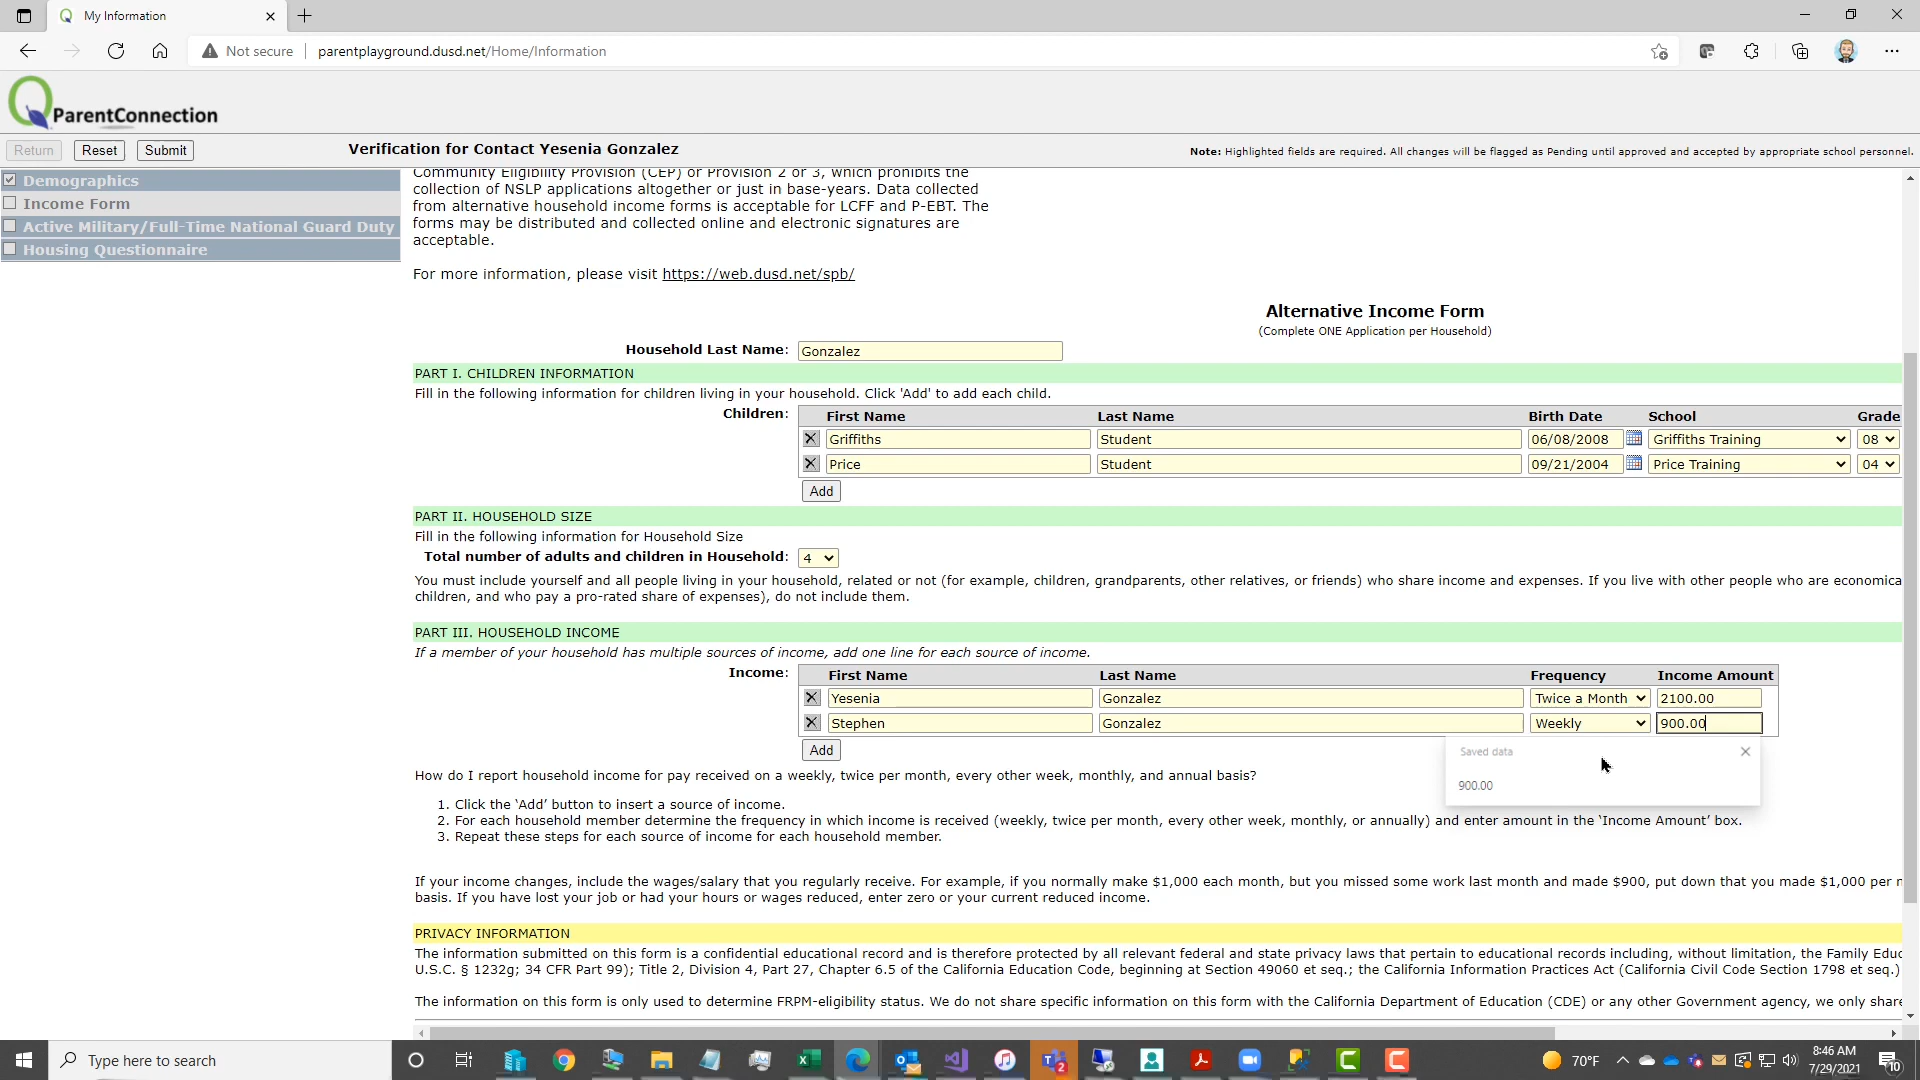 My Information
Not secure
parentplayground.dusd.net/Home/Information
ParentConnection
Return Reset Submit
Verification for Contact Yesenia Gonzalez
Note: Highlighted fields are required. All changes will be flagged as Pending until approved and accepted by appropriate school personnel.
Demographics
Income Form
Active Military/Full-Time National Guard Duty
Housing Questionnaire
Community Eligibility Provision (CEP) or Provision 2 or 3, which prohibits the
collection of NSLP applications altogether or just in base-years. Data collected
from alternative household income forms is acceptable for LCFF and P-EBT. The
forms may be distributed and collected online and electronic signatures are
acceptable.
For more information, please visit https://web.dusd.net/spb/
Alternative Income Form
(Complete ONE Application per Household)
Household Last Name: Gonzalez
PART I. CHILDREN INFORMATION
Fill in the following information for children living in your household. Click 'Add' to add each child.
Children: First Name Last Name Birth Date School Grade
Griffiths Student 06/08/2008 Griffiths Training 08
Price Student 09/21/2004 Price Training 04
Add
PART II. HOUSEHOLD SIZE
Fill in the following information for Household Size
Total number of adults and children in Household: 4
You must include yourself and all people living in your household, related or not (for example, children, grandparents, other relatives, or friends) who share income and expenses. If you live with other people who are economica
children, and who pay a pro-rated share of expenses), do not include them.
PART III. HOUSEHOLD INCOME
If a member of your household has multiple sources of income, add one line for each source of income.
Income: First Name Last Name Frequency Income Amount
Yesenia Gonzalez Twice a Month 2100.00
Stephen Gonzalez Weekly 900.00
Add
Saved data
900.00
How do I report household income for pay received on a weekly, twice per month, every other week, monthly, and annual basis?
1. Click the 'Add' button to insert a source of income.
2. For each household member determine the frequency in which income is received (weekly, twice per month, every other week, monthly, or annually) and enter amount in the 'Income Amount' box.
3. Repeat these steps for each source of income for each household member.
If your income changes, include the wages/salary that you regularly receive. For example, if you normally make $1,000 each month, but you missed some work last month and made $900, put down that you made $1,000 per
basis. If you have lost your job or had your hours or wages reduced, enter zero or your current reduced income.
PRIVACY INFORMATION
The information submitted on this form is a confidential educational record and is therefore protected by all relevant federal and state privacy laws that pertain to educational records including, without limitation, the Family Educ
U.S.C. § 1232g; 34 CFR Part 99); Title 2, Division 4, Part 27, Chapter 6.5 of the California Education Code, beginning at Section 49060 et seq.; the California Information Practices Act (California Civil Code Section 1798 et seq.)
The information on this form is only used to determine FRPM-eligibility status. We do not share specific information on this form with the California Department of Education (CDE) or any other Government agency, we only share
Type here to search
2
70°F
8:46 AM
7/29/2021
10